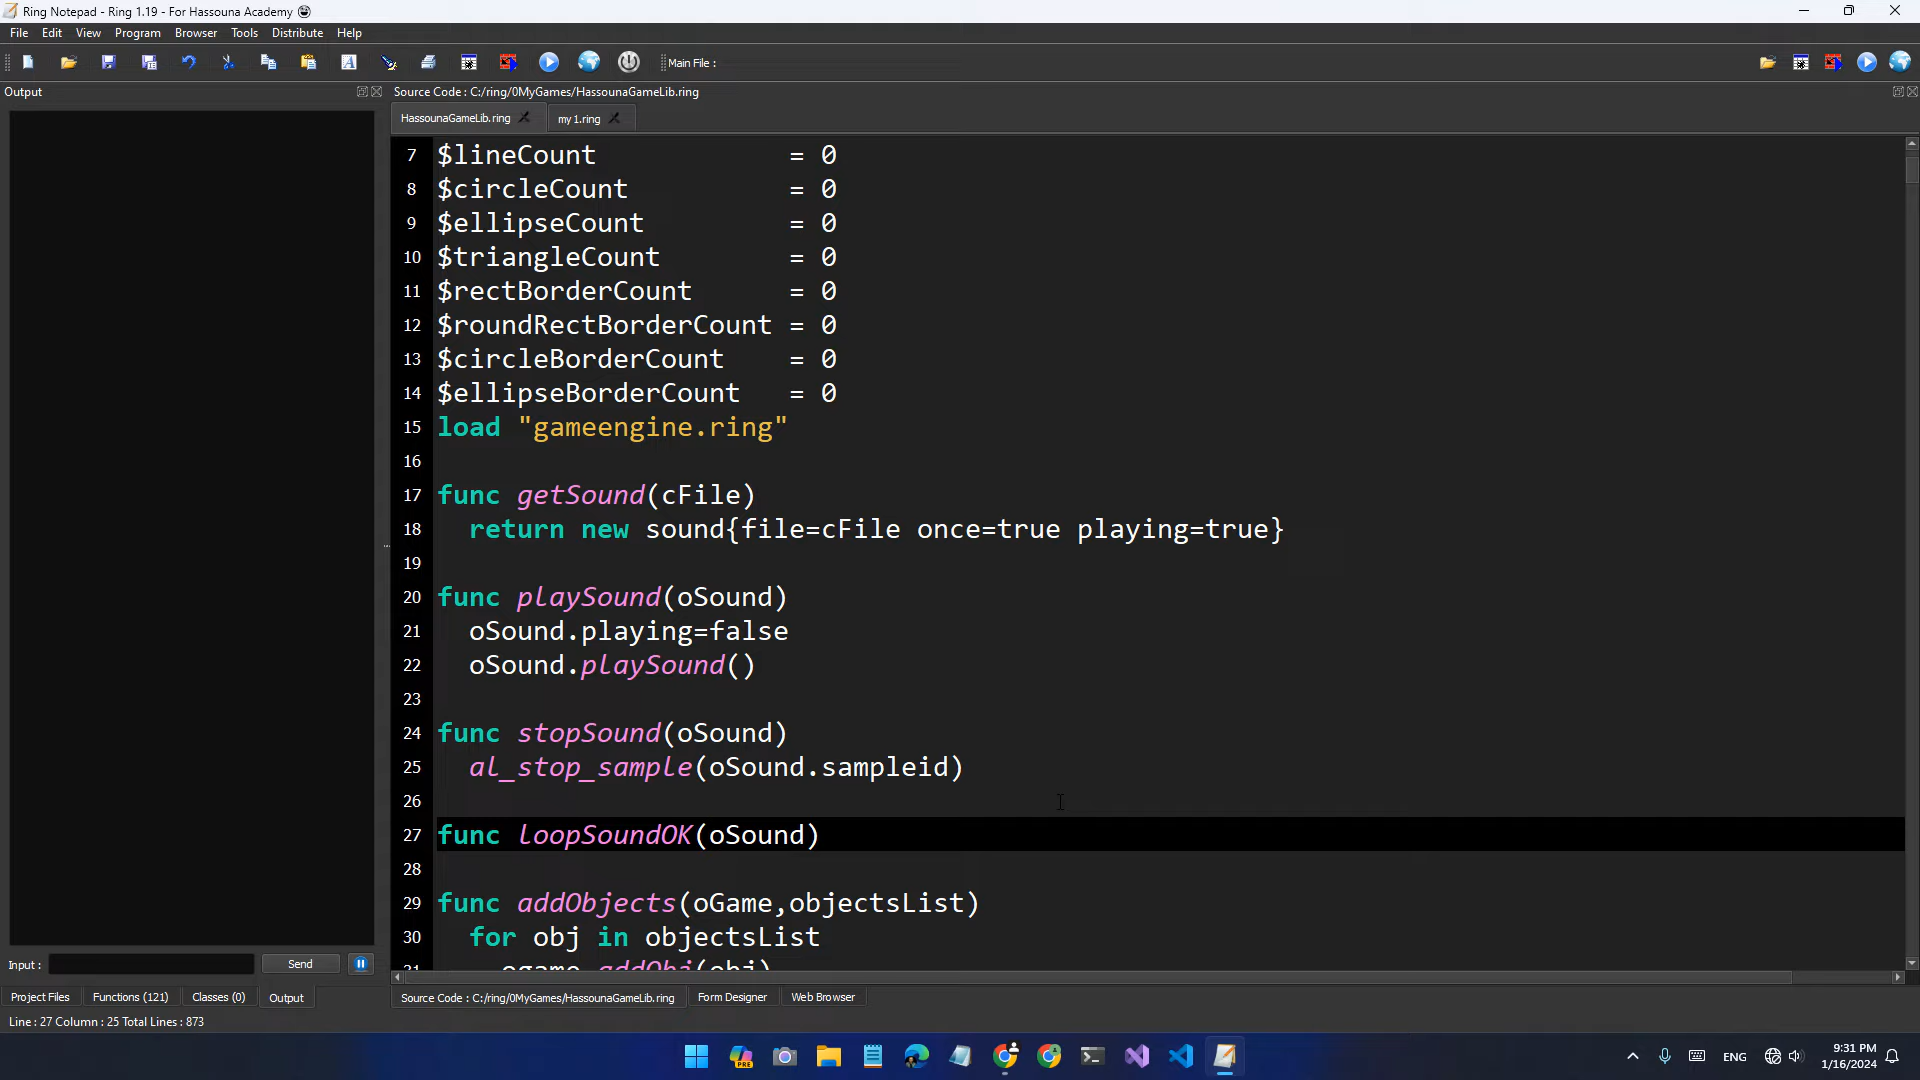 Ring Notepad - Ring 1.19 - For Hassouna Academy
File Edit View Program Browser Tools Distribute Help
Main File :
Output
Source Code : C:/ring/0MyGames/HassounaGameLib.ring
HassounaGameLib.ring
my 1.ring
7 $lineCount = 0
8 $circleCount = 0
9 $ellipseCount = 0
10 $triangleCount = 0
11 $rectBorderCount = 0
12 $roundRectBorderCount = 0
13 $circleBorderCount = 0
14 $ellipseBorderCount = 0
15 load "gameengine.ring"
16
17 func getSound(cFile)
18 return new sound{file=cFile once=true playing=true}
19
20 func playSound(oSound)
21 oSound.playing=false
22 oSound.playSound()
23
24 func stopSound(oSound)
25 al_stop_sample(oSound.sampleid)
26
27 func loopSoundOK(oSound)
28
29 func addObjects(oGame,objectsList)
30 for obj in objectsList
31 ogame.addObj(obj)
Input :
Send
Project Files
Functions (121)
Classes (0)
Output
Source Code : C:/ring/0MyGames/HassounaGameLib.ring
Form Designer
Web Browser
Line : 27 Column : 25 Total Lines : 873
PRE
ENG
9:31 PM
1/16/2024